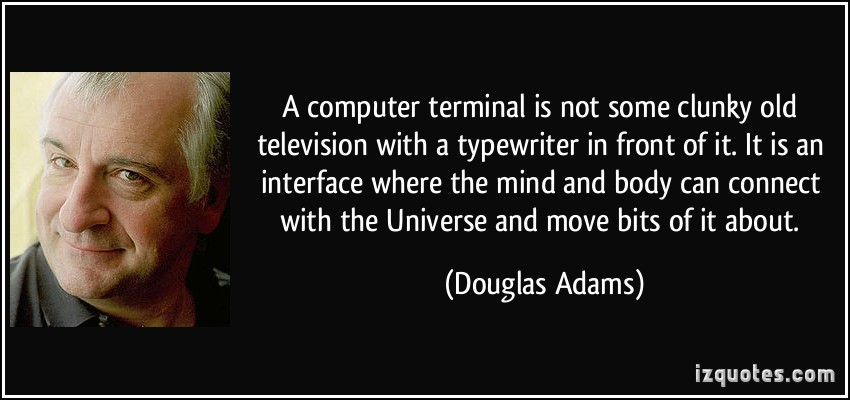 A computer terminal is not some clunky old
television with a typewriter in front of it. It is an
interface where the mind and body can connect
with the Universe and move bits of it about.
(Douglas Adams)
izquotes.com